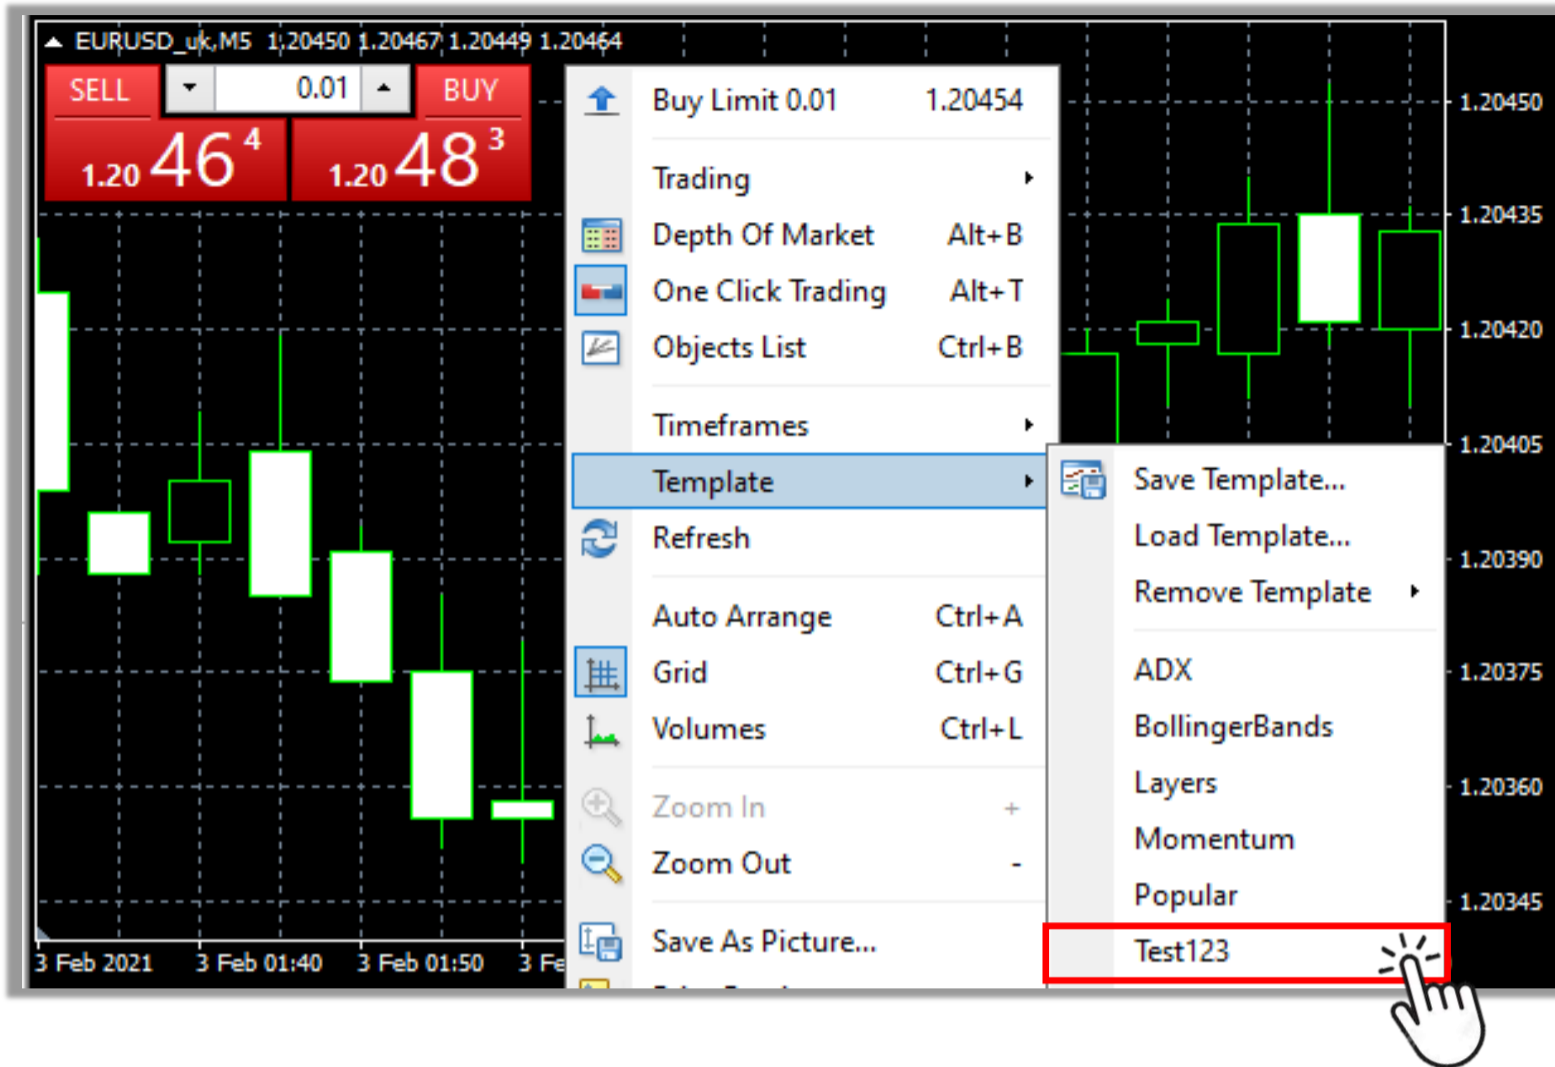 EURUSD_uk,M5 1.20450 1.20467 1.20449 1.20464
SELL 0.01 BUY
1.20 46 4 1.20 48 3
Buy Limit 0.01 1.20454
Trading
Depth Of Market Alt+B
One Click Trading Alt+T
Objects List Ctrl+B
Timeframes
Template
Refresh
Auto Arrange Ctrl+A
Grid Ctrl+G
Volumes Ctrl+L
Zoom In +
Zoom Out -
Save As Picture...
Save Template...
Load Template...
Remove Template
ADX
BollingerBands
Layers
Momentum
Popular
Test123
1.20450
1.20435
1.20420
1.20405
1.20390
1.20375
1.20360
1.20345
3 Feb 2021 3 Feb 01:40 3 Feb 01:50 3 Fe